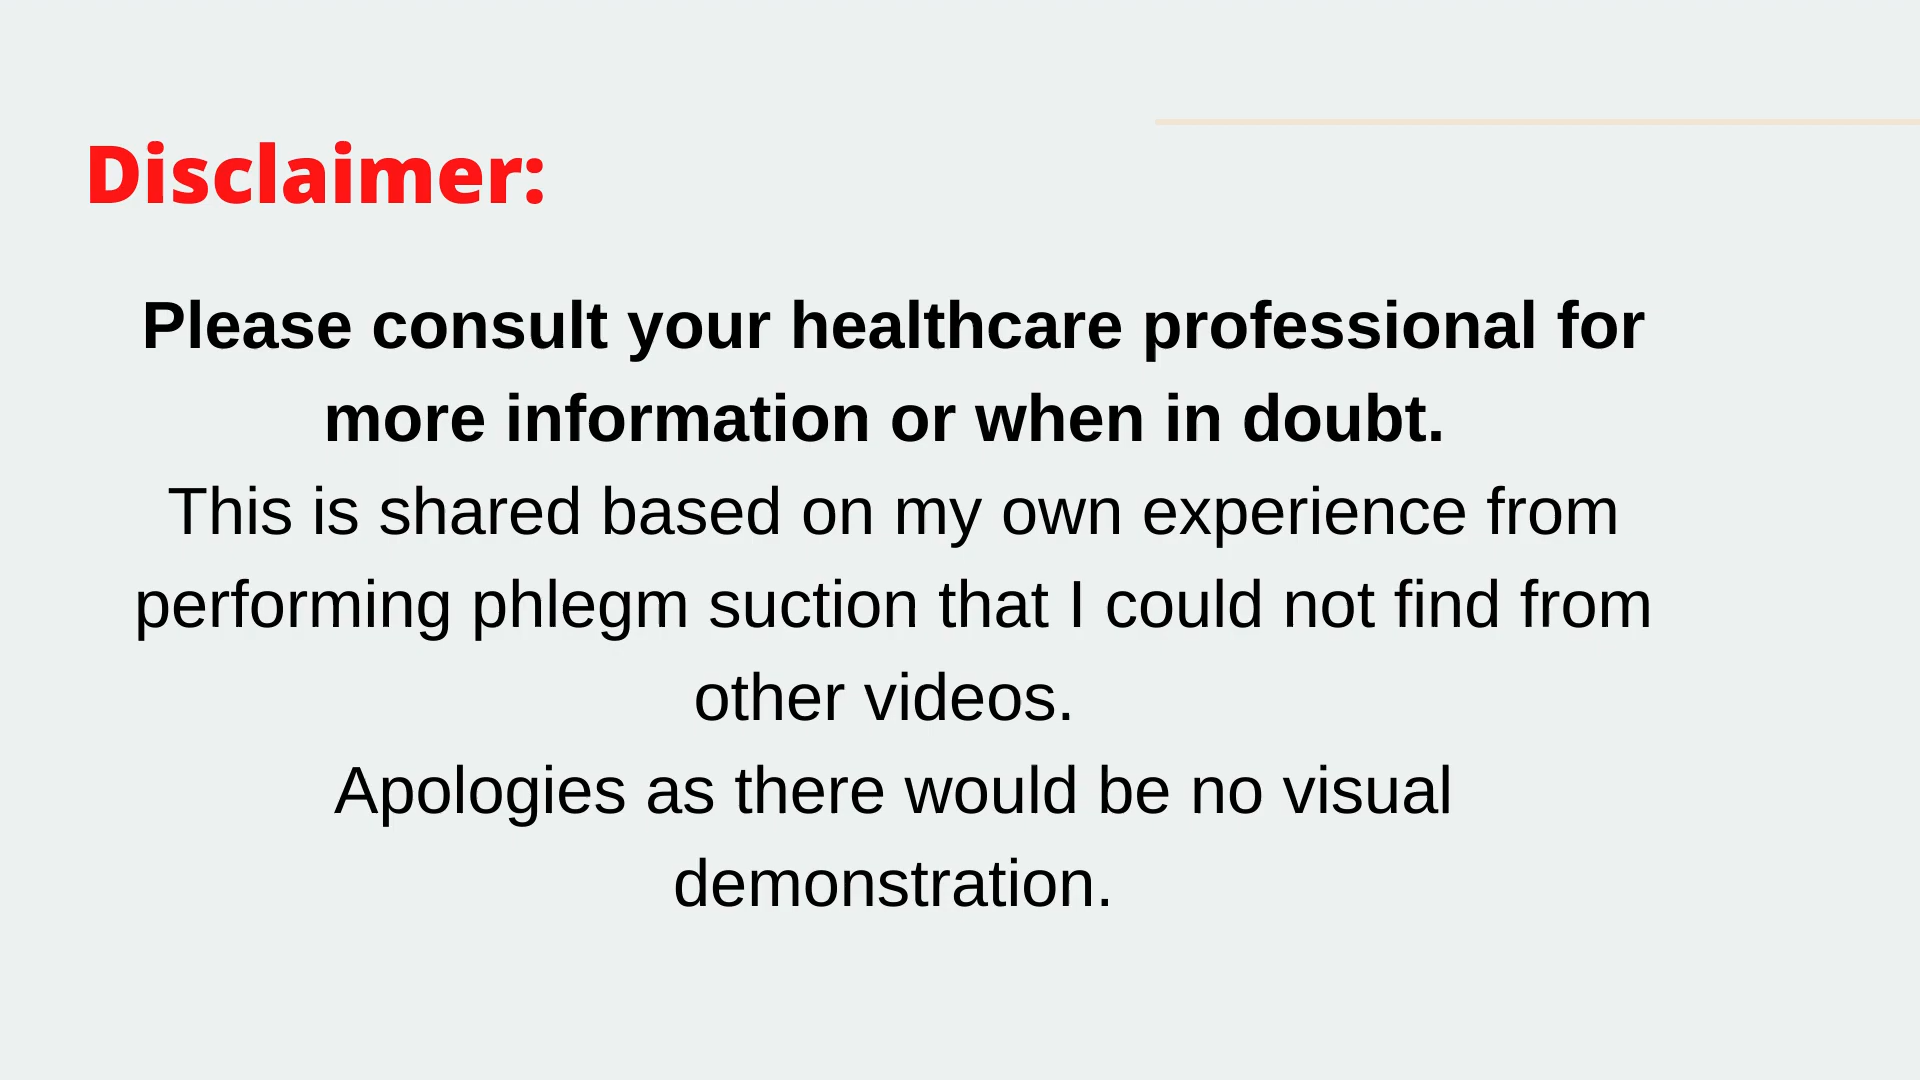 Disclaimer:
Please consult your healthcare professional for
more information or when in doubt.
This is shared based on my own experience from
performing phlegm suction that I could not find from
other videos.
Apologies as there would be no visual
demonstration.